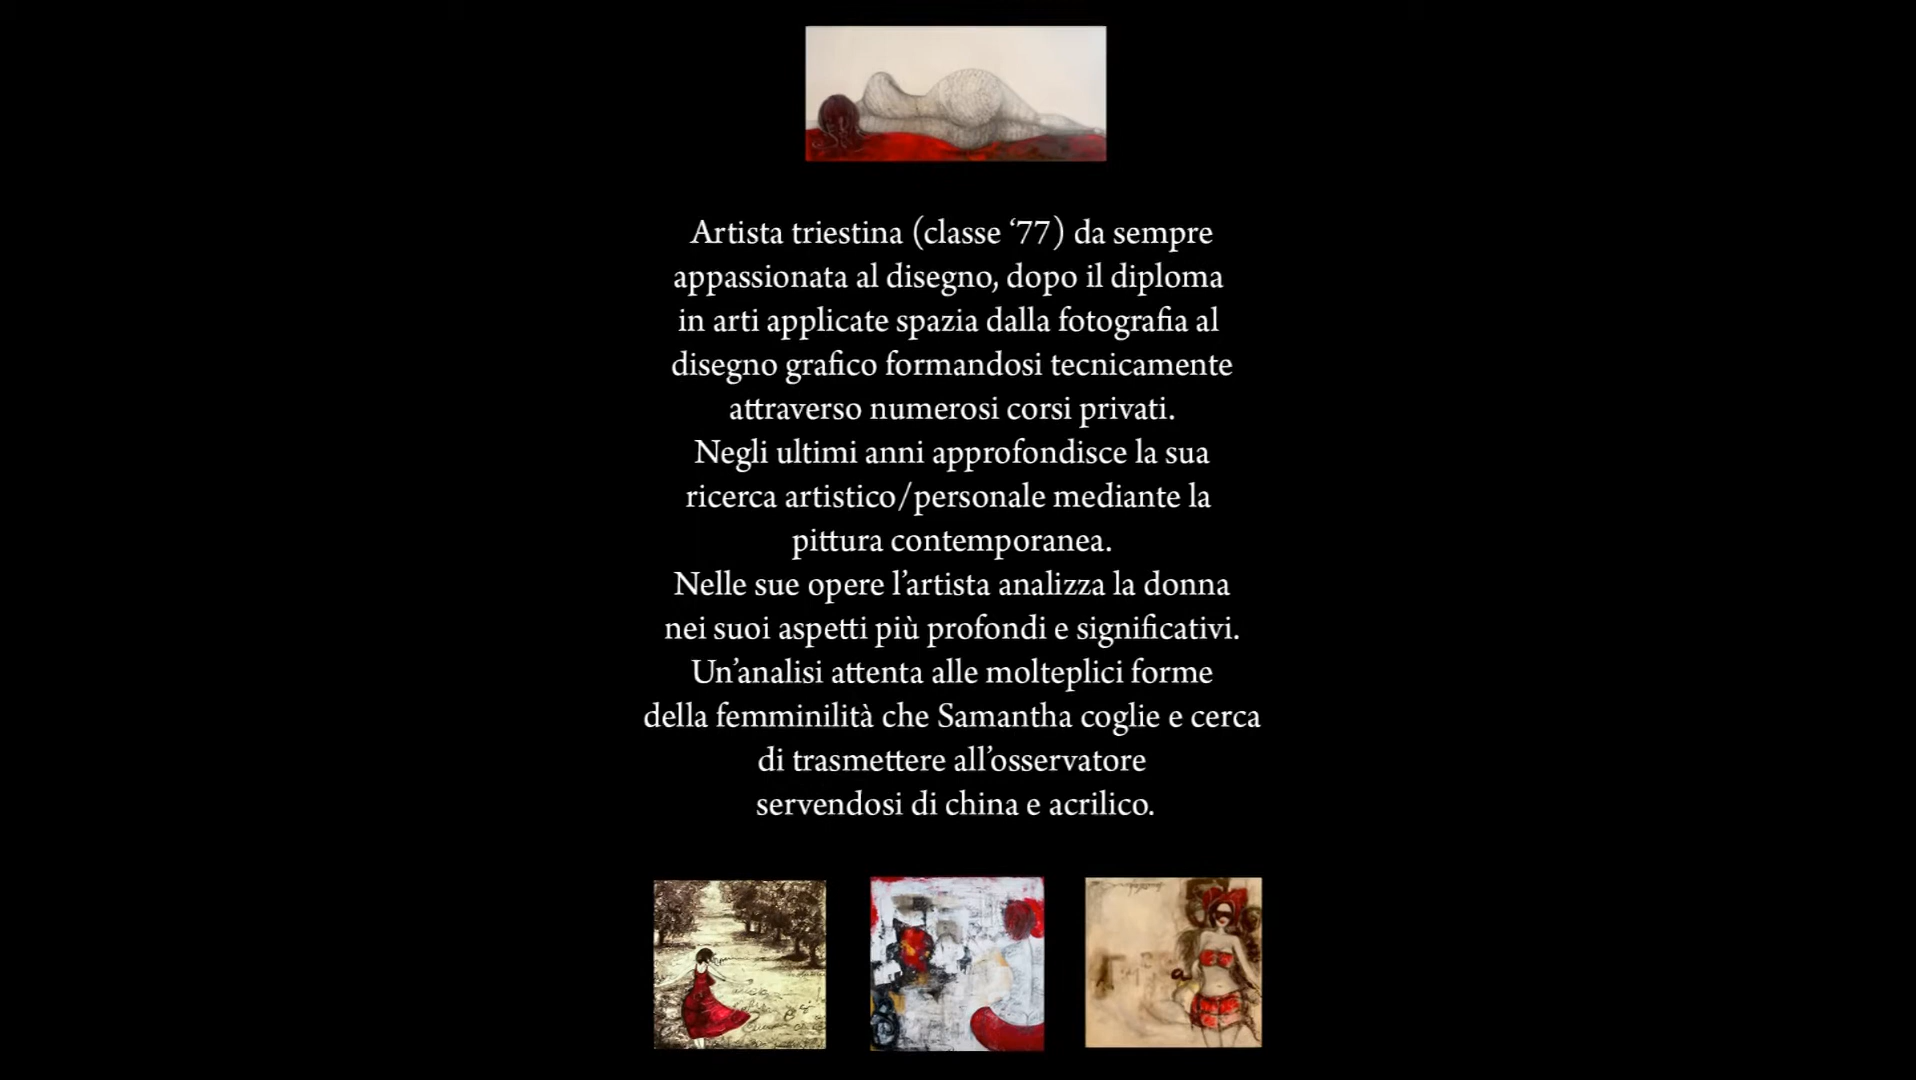 Artista triestina (classe ‘77) da sempre
appassionata al disegno, dopo il diploma
in arti applicate spazia dalla fotografia al
disegno grafico formandosi tecnicamente
attraverso numerosi corsi privati.
Negli ultimi anni approfondisce la sua
ricerca artistico/personale mediante la
pittura contemporanea.
Nelle sue opere l’artista analizza la donna
nei suoi aspetti più profondi e significativi.
Un’analisi attenta alle molteplici forme
della femminilità che Samantha coglie e cerca
di trasmettere all’osservatore
servendosi di china e acrilico.